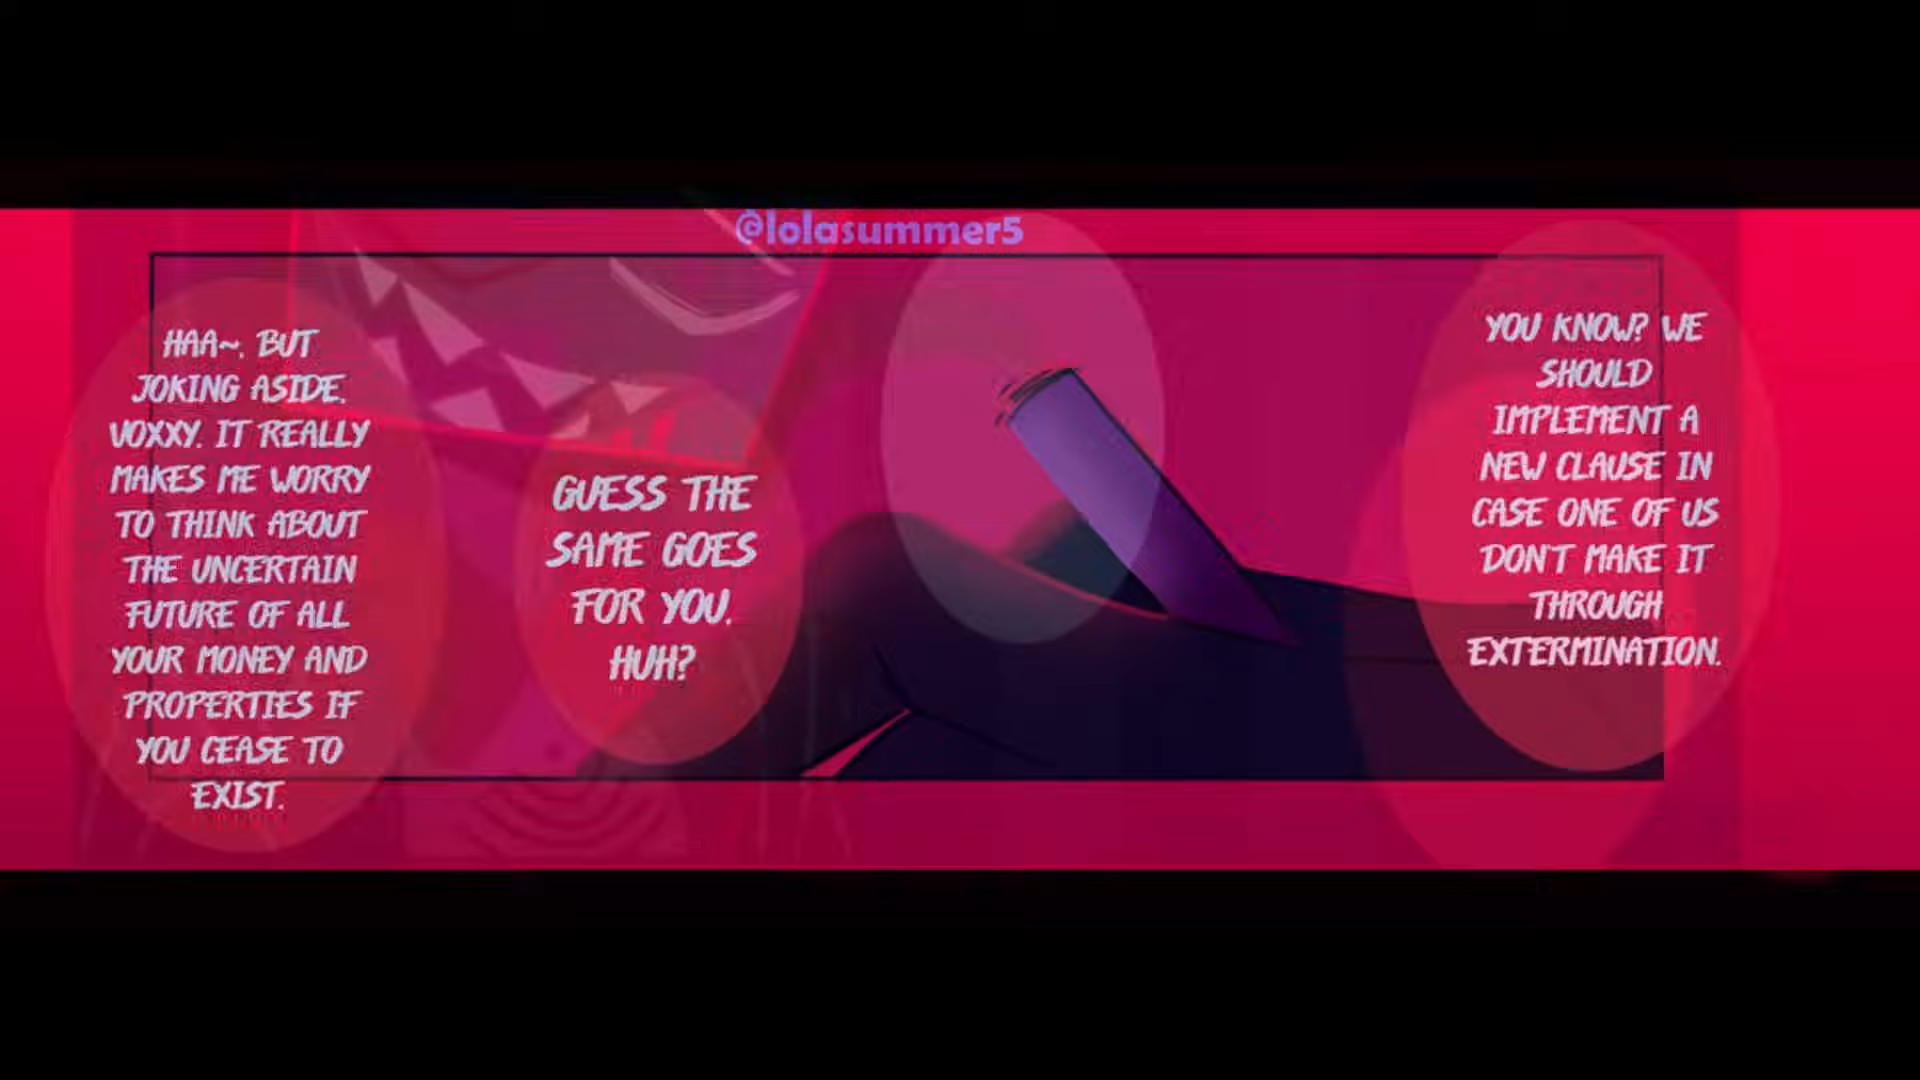 @lolasummer5
HAA~. BUT
JOKING ASIDE,
VOXXY. IT REALLY
MAKES ME WORRY
TO THINK ABOUT
THE UNCERTAIN
FUTURE OF ALL
YOUR MONEY AND
PROPERTIES IF
YOU CEASE TO
EXIST.
GUESS THE
SAME GOES
FOR YOU.
HUH?
YOU KNOW? WE
SHOULD
IMPLEMENT A
NEW CLAUSE IN
CASE ONE OF US
DON'T MAKE IT
THROUGH
EXTERMINATION.